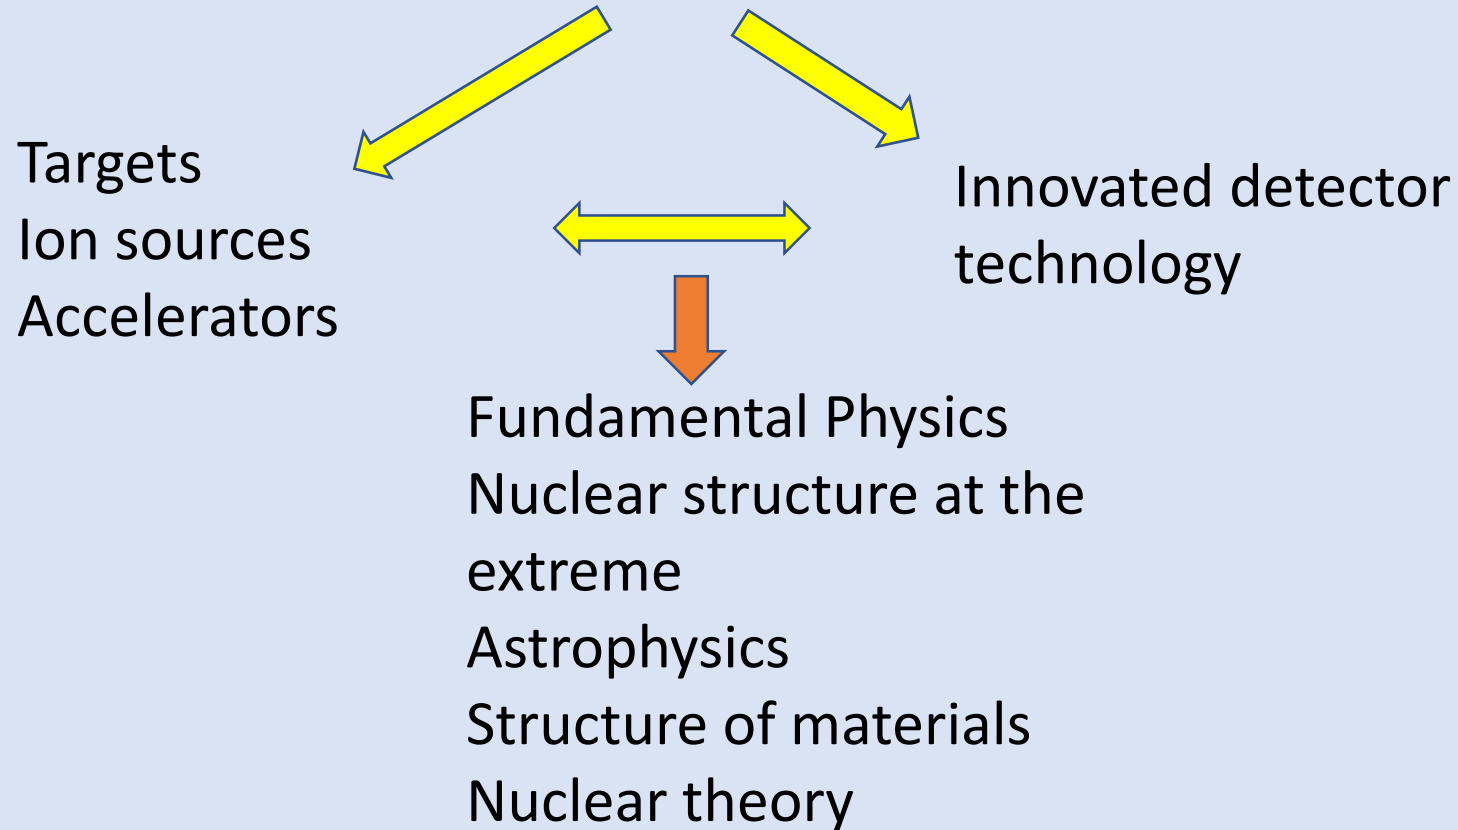 Targets
Ion sources
Accelerators
Innovated detector
technology
Fundamental Physics
Nuclear structure at the
extreme
Astrophysics
Structure of materials
Nuclear theory